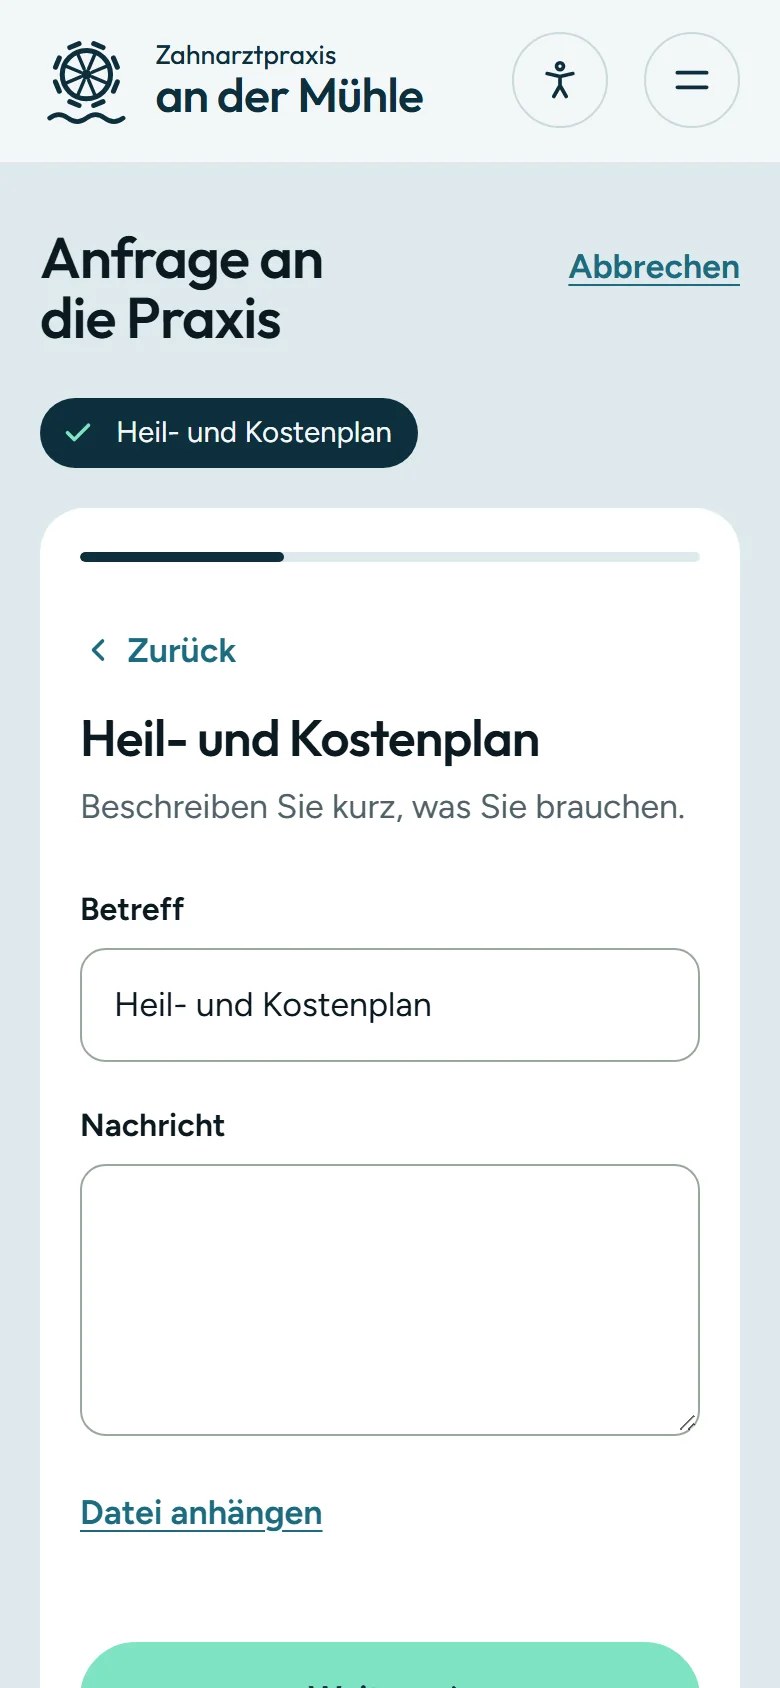 Zahnarztpraxis
an der Mühle
Anfrage an
die Praxis
Abbrechen
Heil- und Kostenplan
Zurück
Heil- und Kostenplan
Beschreiben Sie kurz, was Sie brauchen.
Betreff
Heil- und Kostenplan
Nachricht
Datei anhängen